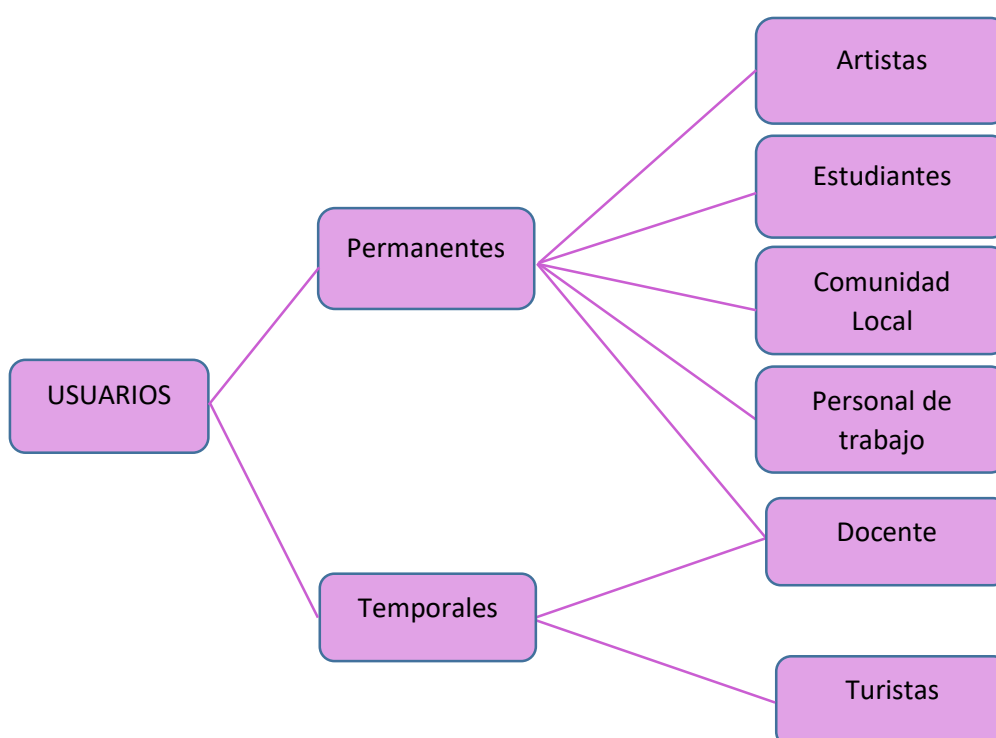 USUARIOS
Permanentes
Temporales
Artistas
Estudiantes
Comunidad
Local
Personal de
trabajo
Docente
Turistas